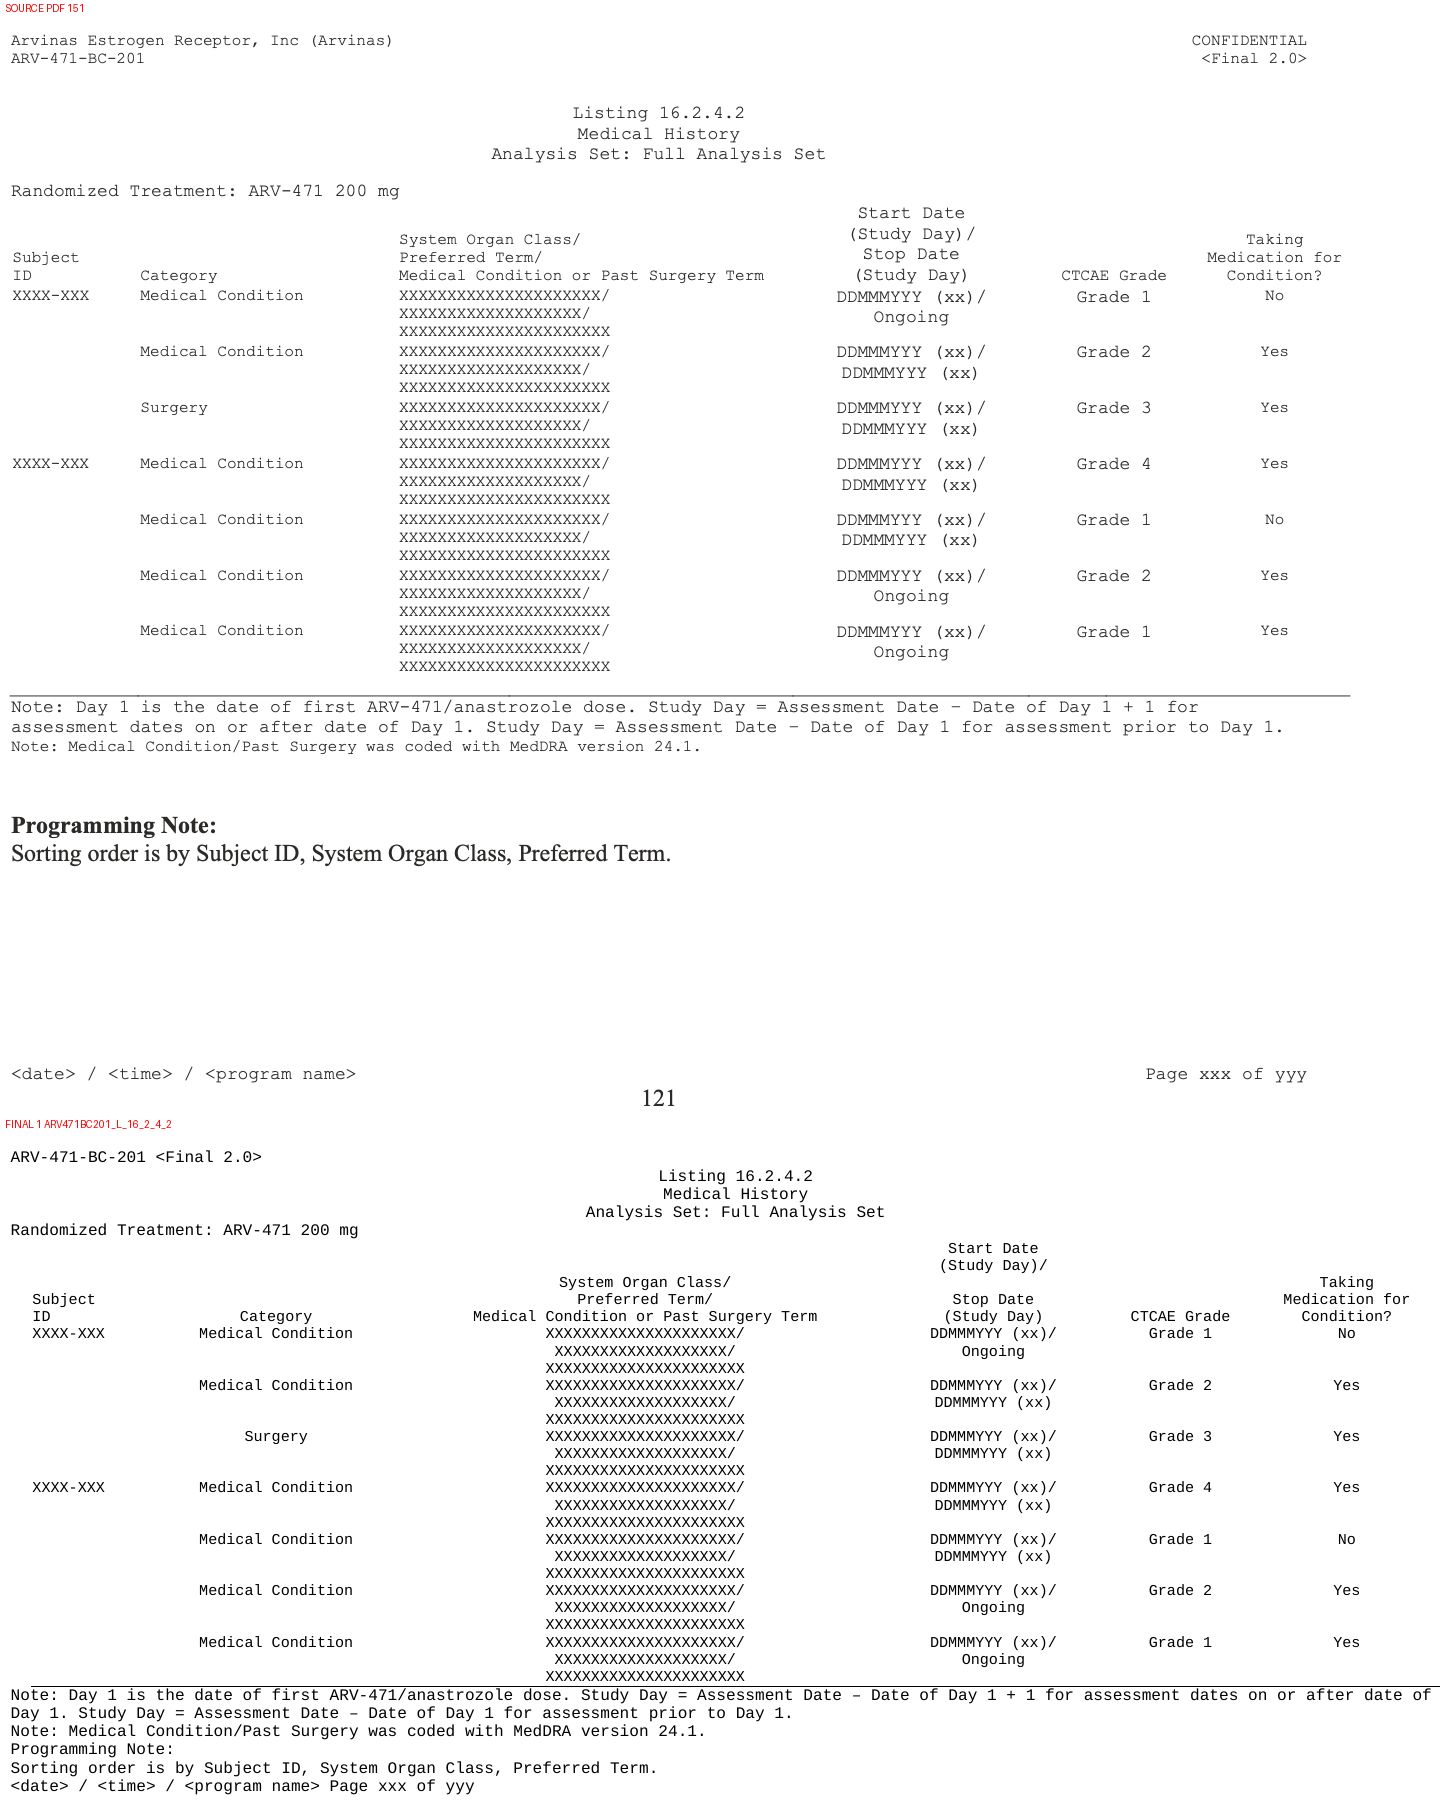 SOURCE PDF 151
Arvinas Estrogen Receptor, Inc (Arvinas) CONFIDENTIAL
ARV-471-BC-201 <Final 2.0>
Listing 16.2.4.2
Medical History
Analysis Set: Full Analysis Set
Randomized Treatment: ARV-471 200 mg
Start Date
(Study Day)/
System Organ Class/ Taking
Subject Preferred Term/ Stop Date Medication for
ID Category Medical Condition or Past Surgery Term (Study Day) CTCAE Grade Condition?
XXXX-XXX Medical Condition XXXXXXXXXXXXXXXXXXXXX/ DDMMMYYY (xx)/ Grade 1 No
XXXXXXXXXXXXXXXXXXX/ Ongoing
XXXXXXXXXXXXXXXXXXXXXX
Medical Condition XXXXXXXXXXXXXXXXXXXXX/ DDMMMYYY (xx)/ Grade 2 Yes
XXXXXXXXXXXXXXXXXXX/ DDMMMYYY (xx)
XXXXXXXXXXXXXXXXXXXXXX
Surgery XXXXXXXXXXXXXXXXXXXXX/ DDMMMYYY (xx)/ Grade 3 Yes
XXXXXXXXXXXXXXXXXXX/ DDMMMYYY (xx)
XXXXXXXXXXXXXXXXXXXXXX
XXXX-XXX Medical Condition XXXXXXXXXXXXXXXXXXXXX/ DDMMMYYY (xx)/ Grade 4 Yes
XXXXXXXXXXXXXXXXXXX/ DDMMMYYY (xx)
XXXXXXXXXXXXXXXXXXXXXX
Medical Condition XXXXXXXXXXXXXXXXXXXXX/ DDMMMYYY (xx)/ Grade 1 No
XXXXXXXXXXXXXXXXXXX/ DDMMMYYY (xx)
XXXXXXXXXXXXXXXXXXXXXX
Medical Condition XXXXXXXXXXXXXXXXXXXXX/ DDMMMYYY (xx)/ Grade 2 Yes
XXXXXXXXXXXXXXXXXXX/ Ongoing
XXXXXXXXXXXXXXXXXXXXXX
Medical Condition XXXXXXXXXXXXXXXXXXXXX/ DDMMMYYY (xx)/ Grade 1 Yes
XXXXXXXXXXXXXXXXXXX/ Ongoing
XXXXXXXXXXXXXXXXXXXXXX
Note: Day 1 is the date of first ARV-471/anastrozole dose. Study Day = Assessment Date – Date of Day 1 + 1 for
assessment dates on or after date of Day 1. Study Day = Assessment Date – Date of Day 1 for assessment prior to Day 1.
Note: Medical Condition/Past Surgery was coded with MedDRA version 24.1.
Programming Note:
Sorting order is by Subject ID, System Organ Class, Preferred Term.
<date> / <time> / <program name> Page xxx of yyy
121
FINAL 1 ARV471BC201_L_16_2_4_2
ARV-471-BC-201 <Final 2.0>
Listing 16.2.4.2
Medical History
Analysis Set: Full Analysis Set
Randomized Treatment: ARV-471 200 mg
Start Date
(Study Day)/
System Organ Class/ Taking
Subject Preferred Term/ Stop Date Medication for
ID Category Medical Condition or Past Surgery Term (Study Day) CTCAE Grade Condition?
XXXX-XXX Medical Condition XXXXXXXXXXXXXXXXXXXXX/ DDMMMYYY (xx)/ Grade 1 No
XXXXXXXXXXXXXXXXXXX/ Ongoing
XXXXXXXXXXXXXXXXXXXXXX
Medical Condition XXXXXXXXXXXXXXXXXXXXX/ DDMMMYYY (xx)/ Grade 2 Yes
XXXXXXXXXXXXXXXXXXX/ DDMMMYYY (xx)
XXXXXXXXXXXXXXXXXXXXXX
Surgery XXXXXXXXXXXXXXXXXXXXX/ DDMMMYYY (xx)/ Grade 3 Yes
XXXXXXXXXXXXXXXXXXX/ DDMMMYYY (xx)
XXXXXXXXXXXXXXXXXXXXXX
XXXX-XXX Medical Condition XXXXXXXXXXXXXXXXXXXXX/ DDMMMYYY (xx)/ Grade 4 Yes
XXXXXXXXXXXXXXXXXXX/ DDMMMYYY (xx)
XXXXXXXXXXXXXXXXXXXXXX
Medical Condition XXXXXXXXXXXXXXXXXXXXX/ DDMMMYYY (xx)/ Grade 1 No
XXXXXXXXXXXXXXXXXXX/ DDMMMYYY (xx)
XXXXXXXXXXXXXXXXXXXXXX
Medical Condition XXXXXXXXXXXXXXXXXXXXX/ DDMMMYYY (xx)/ Grade 2 Yes
XXXXXXXXXXXXXXXXXXX/ Ongoing
XXXXXXXXXXXXXXXXXXXXXX
Medical Condition XXXXXXXXXXXXXXXXXXXXX/ DDMMMYYY (xx)/ Grade 1 Yes
XXXXXXXXXXXXXXXXXXX/ Ongoing
XXXXXXXXXXXXXXXXXXXXXX
Note: Day 1 is the date of first ARV-471/anastrozole dose. Study Day = Assessment Date – Date of Day 1 + 1 for assessment dates on or after date of
Day 1. Study Day = Assessment Date – Date of Day 1 for assessment prior to Day 1.
Note: Medical Condition/Past Surgery was coded with MedDRA version 24.1.
Programming Note:
Sorting order is by Subject ID, System Organ Class, Preferred Term.
<date> / <time> / <program name> Page xxx of yyy